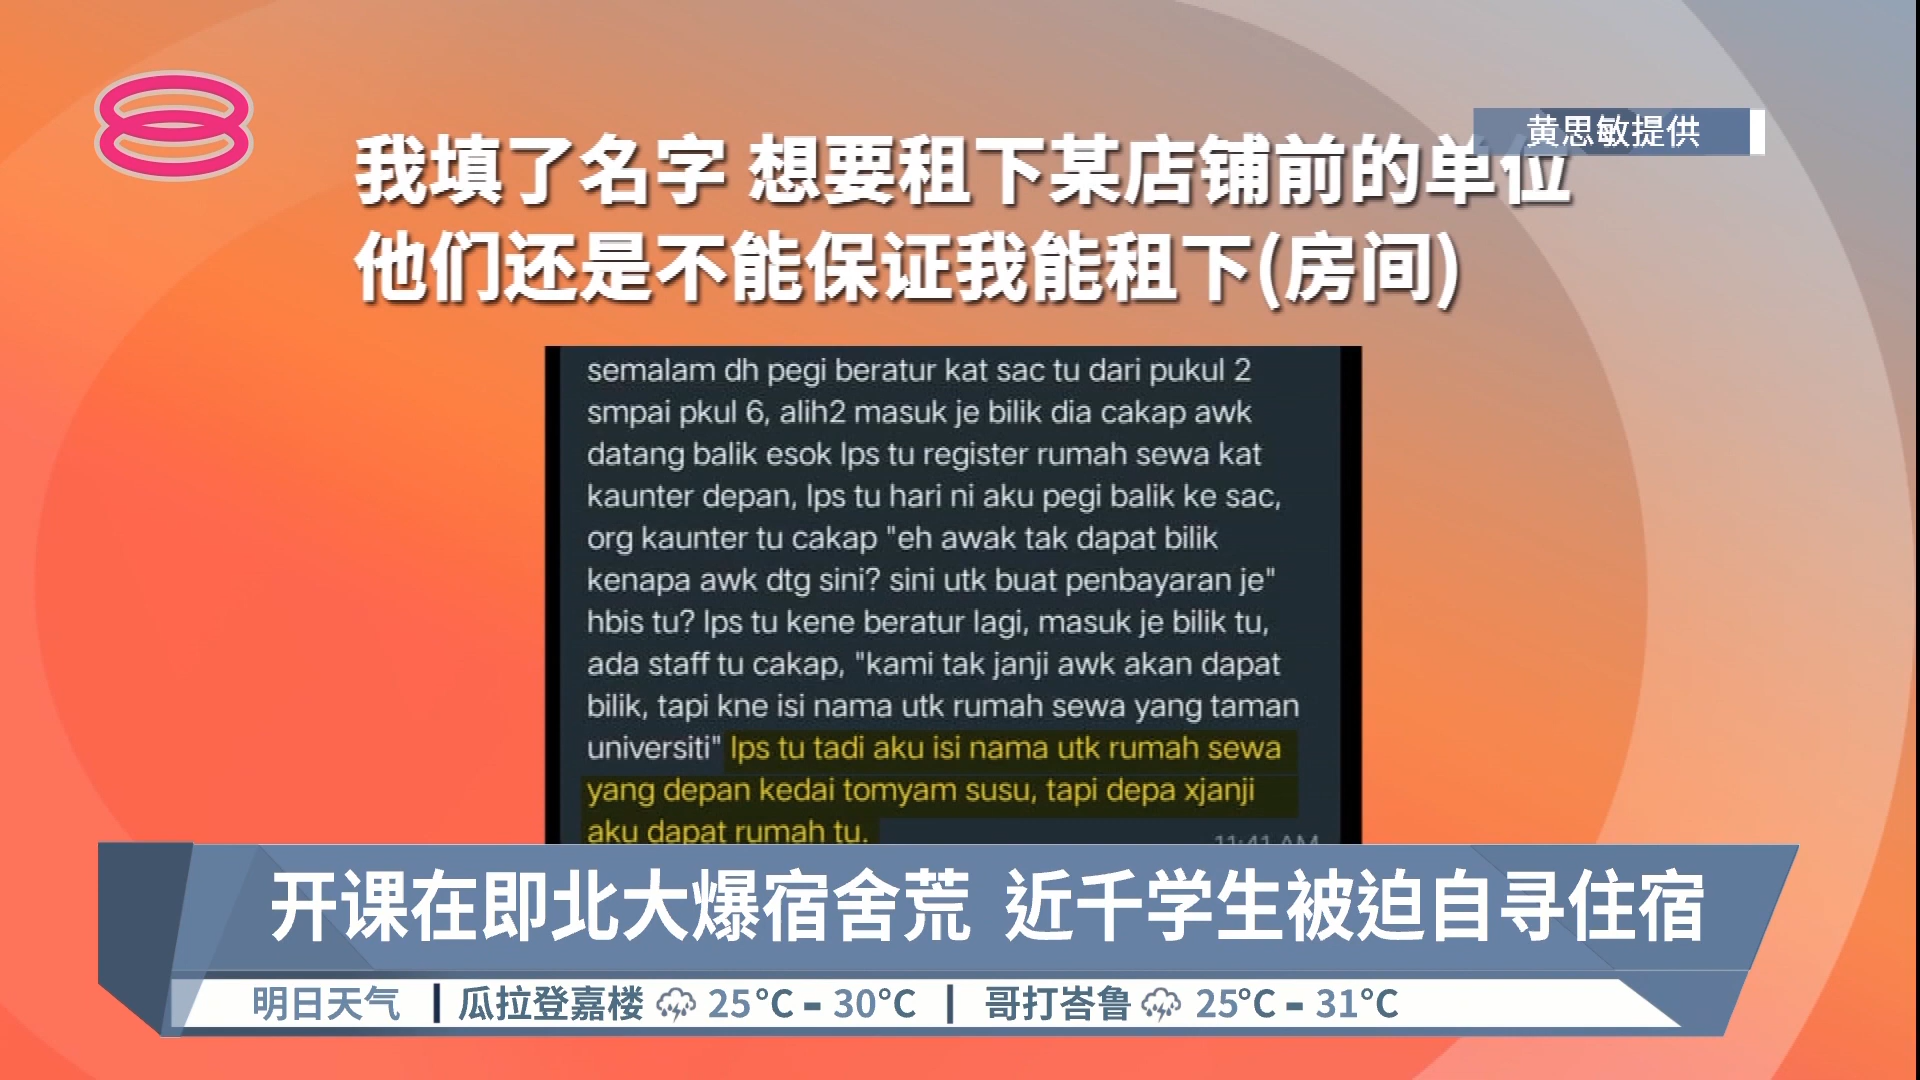 黄思敏提供
我填了名字 想要租下某店铺前的单位
他们还是不能保证我能租下(房间)
semalam dh pegi beratur kat sac tu dari pukul 2
smpai pkul 6, alih2 masuk je bilik dia cakap awk
datang balik esok lps tu register rumah sewa kat
kaunter depan, lps tu hari ni aku pegi balik ke sac,
org kaunter tu cakap "eh awak tak dapat bilik
kenapa awk dtg sini? sini utk buat penbayaran je"
hbis tu? lps tu kene beratur lagi, masuk je bilik tu,
ada staff tu cakap, "kami tak janji awk akan dapat
bilik, tapi kne isi nama utk rumah sewa yang taman
universiti" lps tu tadi aku isi nama utk rumah sewa
yang depan kedai tomyam susu, tapi depa xjanji
aku dapat rumah tu.
11:41 AM
开课在即北大爆宿舍荒 近千学生被迫自寻住宿
明日天气 | 瓜拉登嘉楼 25°C - 30°C | 哥打峇鲁 25°C - 31°C